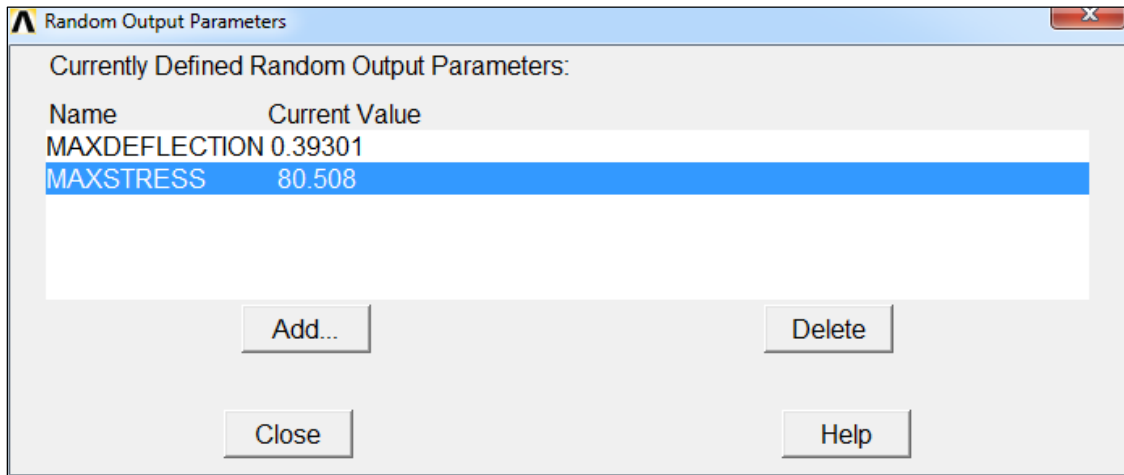 Random Output Parameters
Currently Defined Random Output Parameters:
Name Current Value
MAXDEFLECTION 0.39301
MAXSTRESS 80.508
Add... Delete
Close Help